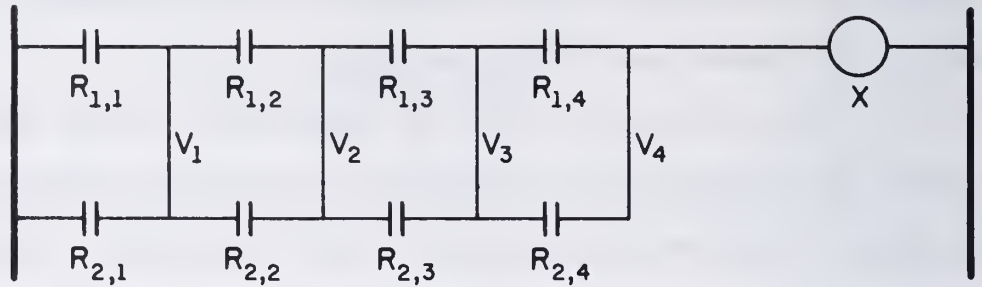 R1,1 R1,2 R1,3 R1,4 X
V1 V2 V3 V4
R2,1 R2,2 R2,3 R2,4